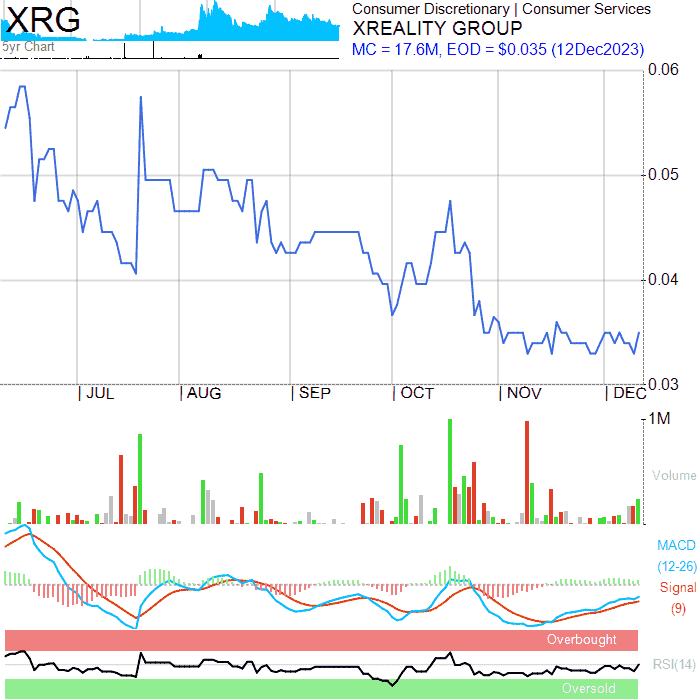 XRG
5yr Chart
Consumer Discretionary | Consumer Services
XREALITY GROUP
MC = 17.6M, EOD = $0.035 (12Dec2023)
0.06
0.05
0.04
0.03
| JUL | AUG | SEP | OCT | NOV | DEC
1M
Volume
MACD
(12-26)
Signal
(9)
Overbought
RSI(14)
Oversold